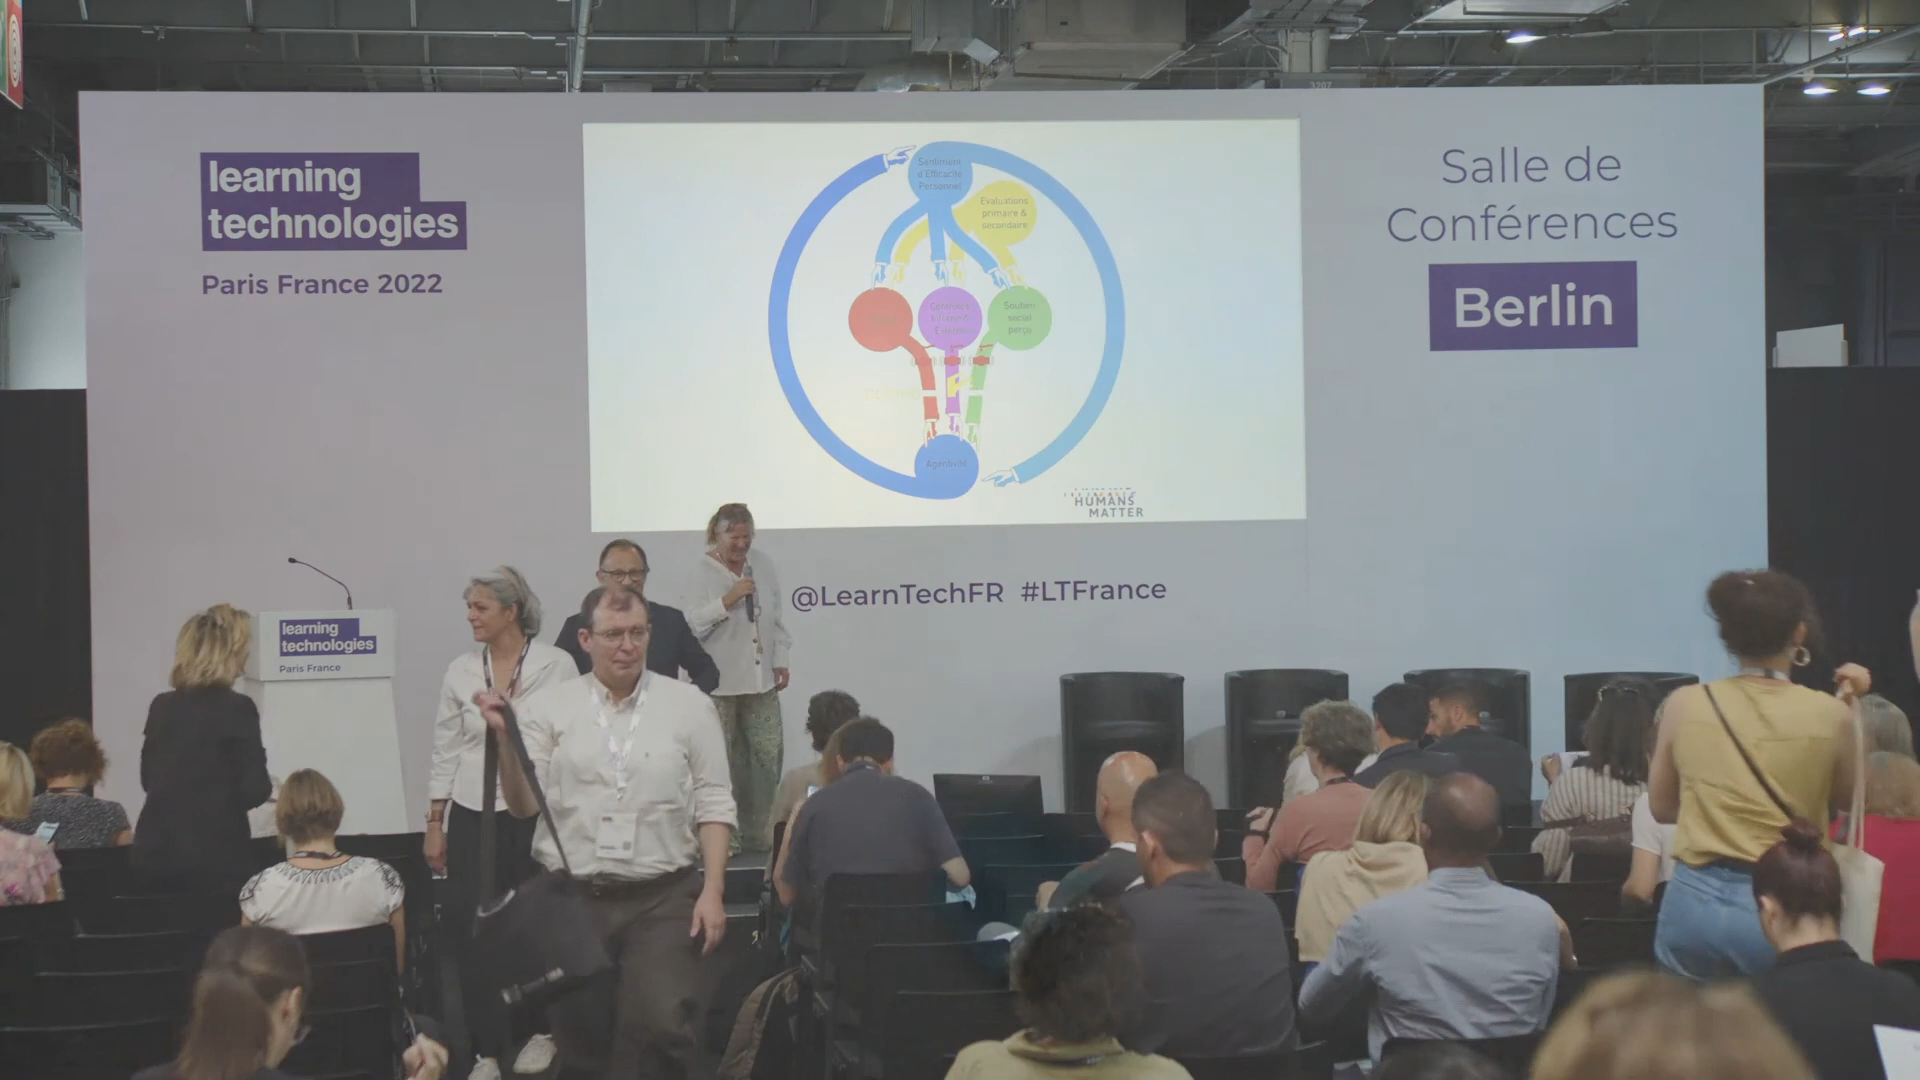 learning
technologies
Paris France 2022
Sentiment
d'Efficacité
Personnel
Evaluations
primaire &
secondaire
Soutien
social
perçu
Agentivité
HUMANS
MATTER
Salle de
Conférences
Berlin
@LearnTechFR #LTFrance
learning
technologies
Paris France